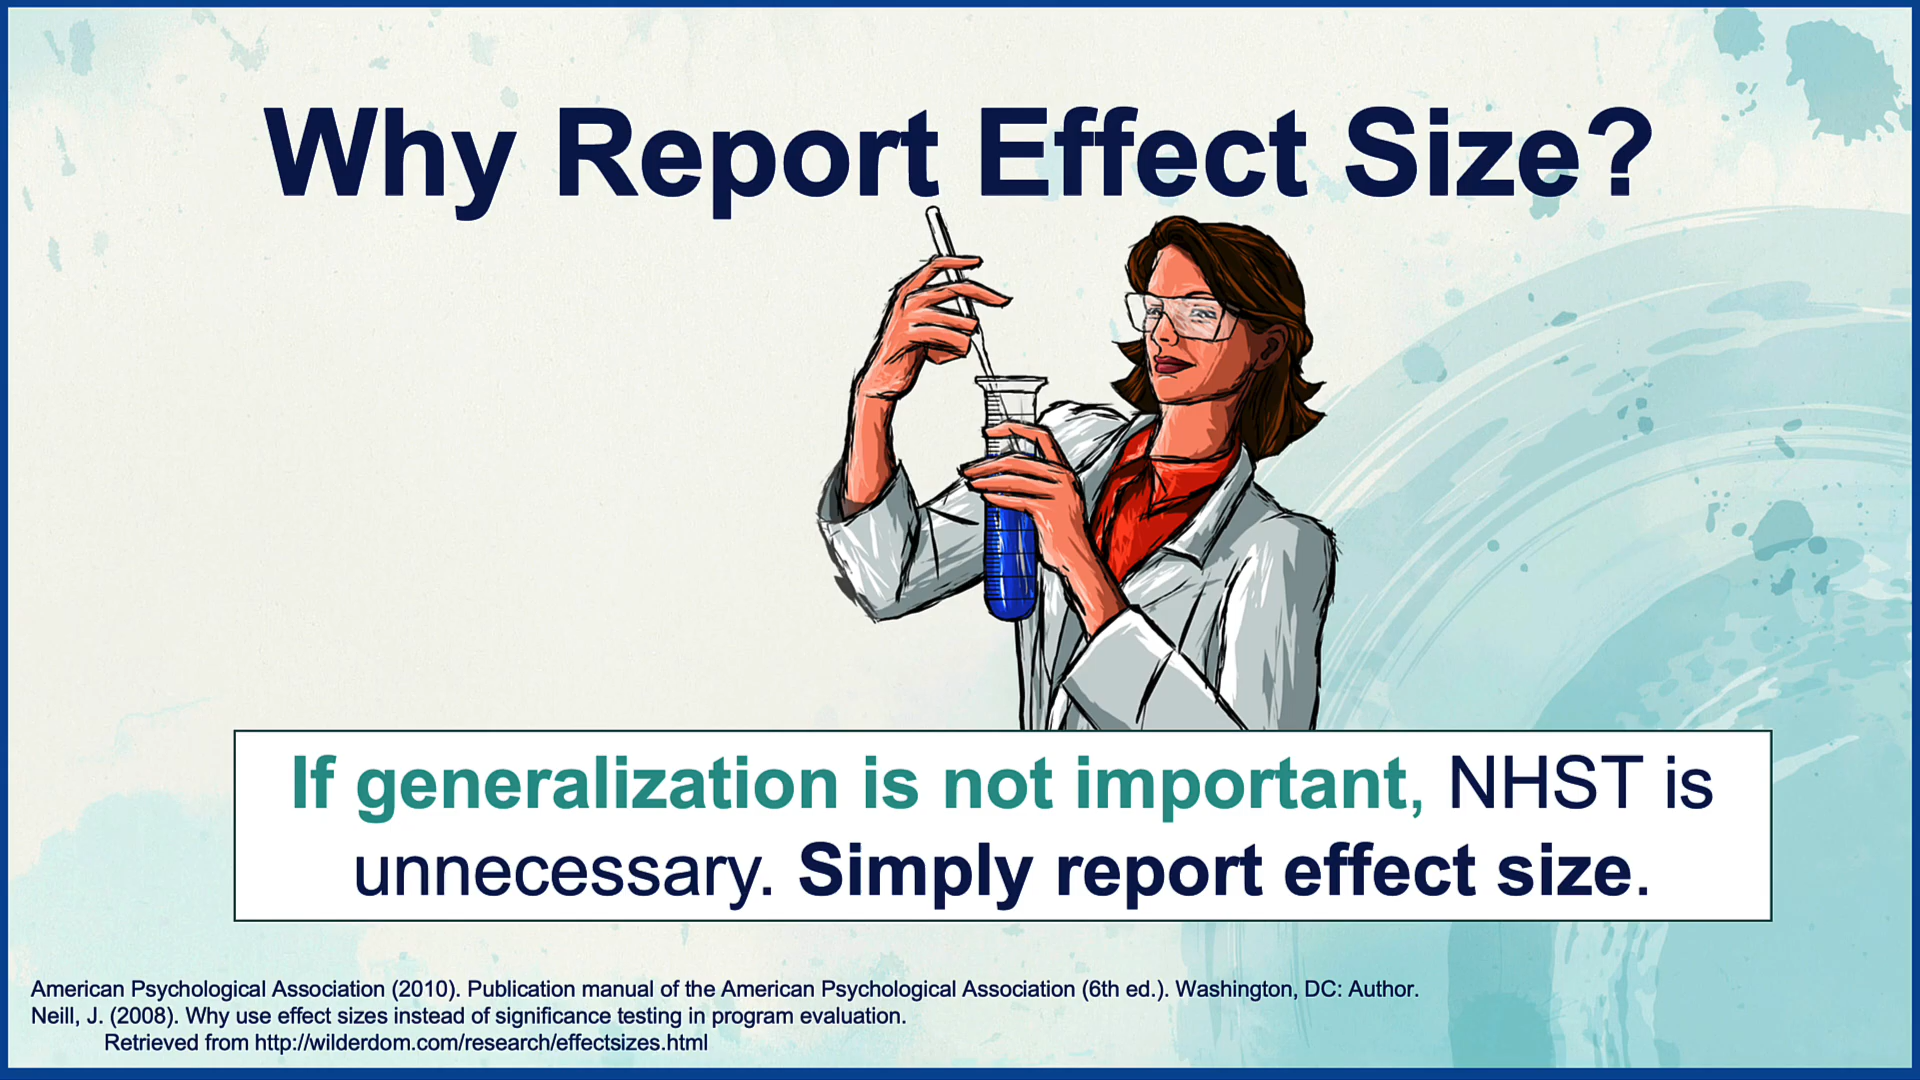 Why Report Effect Size?
If generalization is not important, NHST is
unnecessary. Simply report effect size.
American Psychological Association (2010). Publication manual of the American Psychological Association (6th ed.). Washington, DC: Author.
Neill, J. (2008). Why use effect sizes instead of significance testing in program evaluation.
Retrieved from http://wilderdom.com/research/effectsizes.html